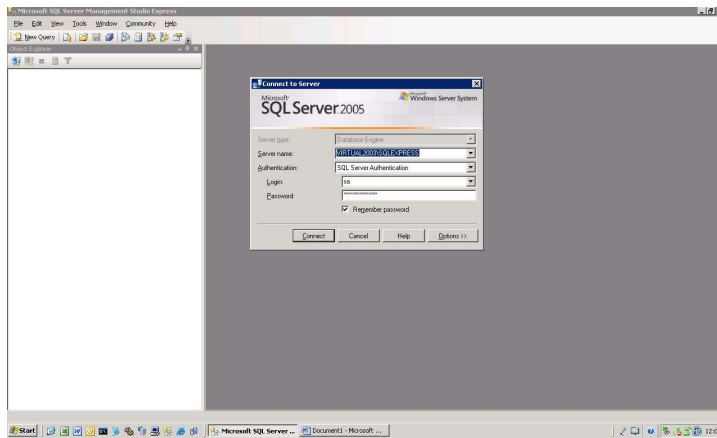 Microsoft SQL Server Management Studio Express
File Edit View Tools Window Community Help
New Query
Object Explorer
Connect to Server
Microsoft
SQL Server 2005
Microsoft
Windows Server System
Server type: Database Engine
Server name: VIRTUAL2003\SQLEXPRESS
Authentication: SQL Server Authentication
Login: sa
Password: ****************
Remember password
Connect Cancel Help Options >>
Start Microsoft SQL Server ... Document1 - Microsoft ...